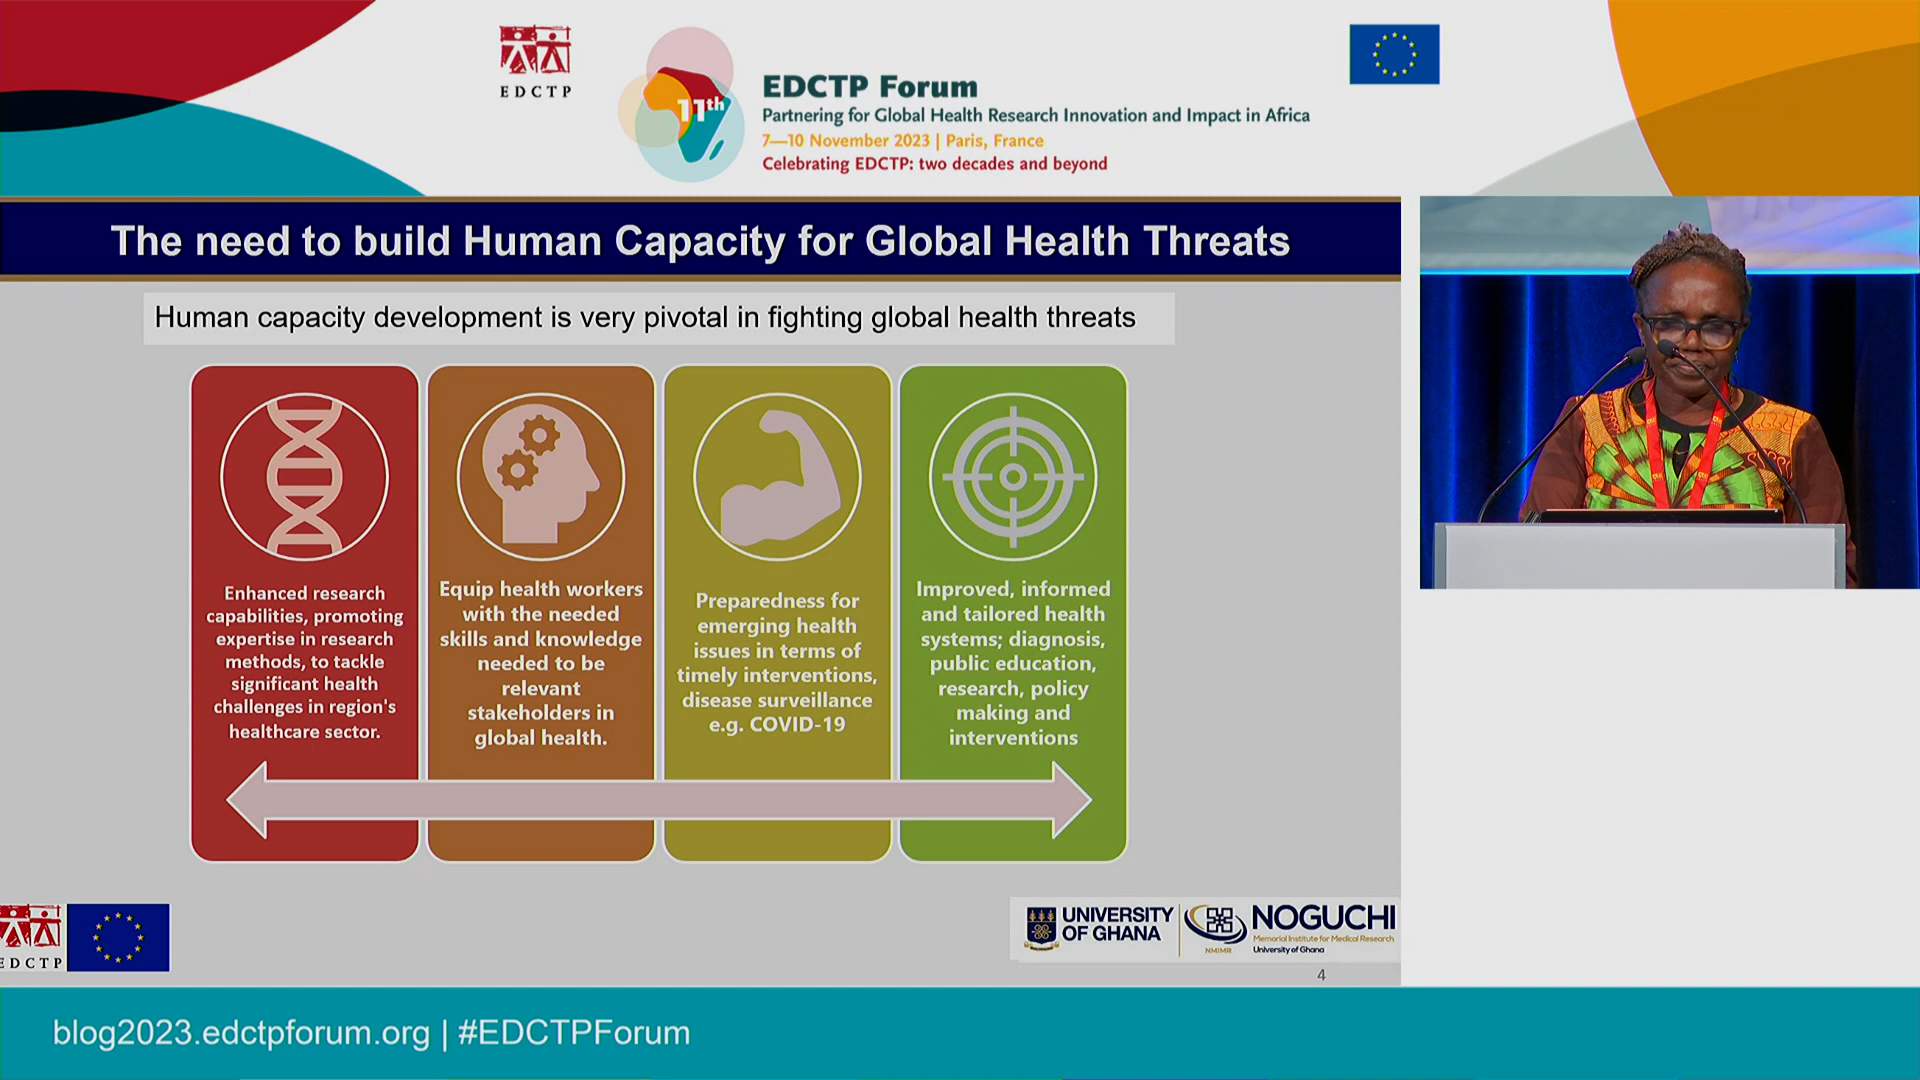 EDCTP
11th
EDCTP Forum
Partnering for Global Health Research Innovation and Impact in Africa
7—10 November 2023 | Paris, France
Celebrating EDCTP: two decades and beyond
The need to build Human Capacity for Global Health Threats
Human capacity development is very pivotal in fighting global health threats
Enhanced research
capabilities, promoting
expertise in research
methods, to tackle
significant health
challenges in region's
healthcare sector.
Equip health workers
with the needed
skills and knowledge
needed to be
relevant
stakeholders in
global health.
Preparedness for
emerging health
issues in terms of
timely interventions,
disease surveillance
e.g. COVID-19
Improved, informed
and tailored health
systems; diagnosis,
public education,
research, policy
making and
interventions
EDCTP
UNIVERSITY
OF GHANA
NMIMR
NOGUCHI
Memorial Institute for Medical Research
University of Ghana
4
blog2023.edctpforum.org | #EDCTPForum